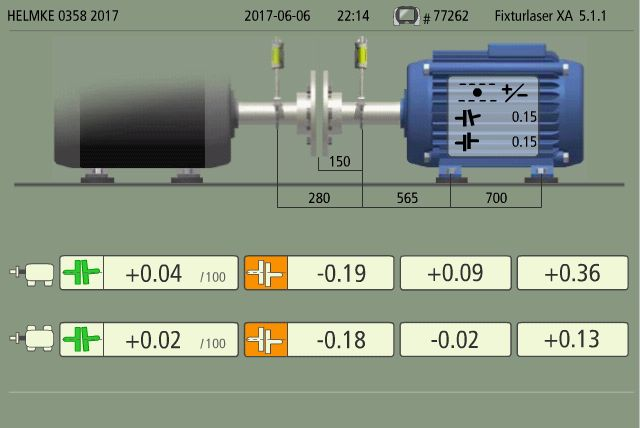 HELMKE 0358 2017 2017-06-06 22:14 # 77262 Fixturlaser XA 5.1.1
+/−
0.15
0.15
150
280 565 700
+0.04 /100 -0.19 +0.09 +0.36
+0.02 /100 -0.18 -0.02 +0.13